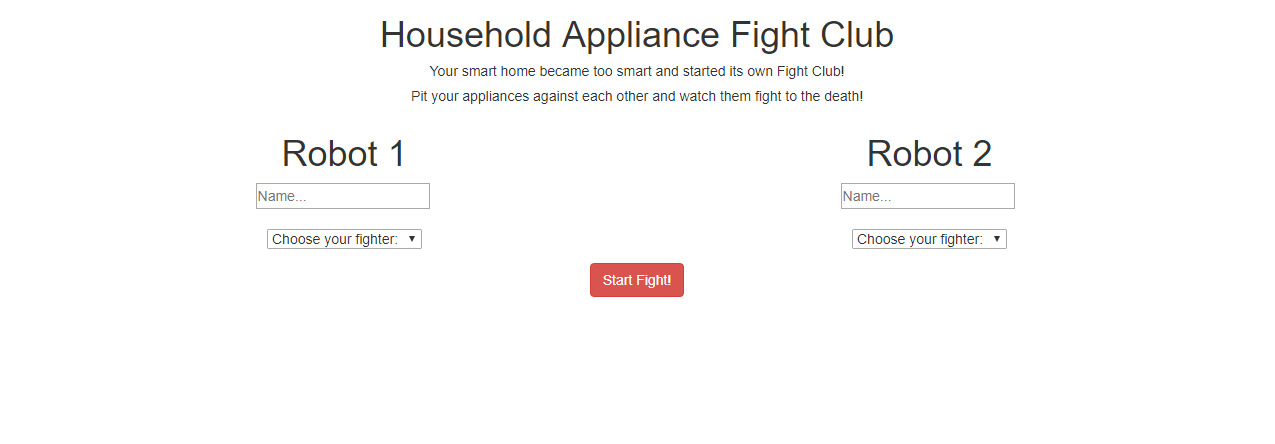 Household Appliance Fight Club
Your smart home became too smart and started its own Fight Club!
Pit your appliances against each other and watch them fight to the death!
Robot 1
Robot 2
Name...
Name...
Choose your fighter:
Choose your fighter:
Start Fight!